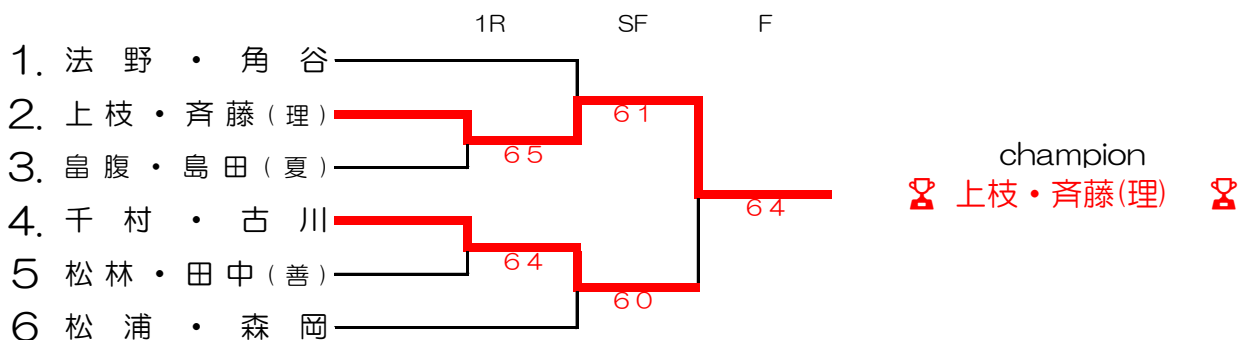 1R SF F
1. 法野・角谷
2. 上枝・斉藤(理)
61
65
3. 畠腹・島田(夏)
champion
上枝・斉藤(理)
64
4. 千村・古川
64
5 松林・田中(善)
60
6 松浦・森岡